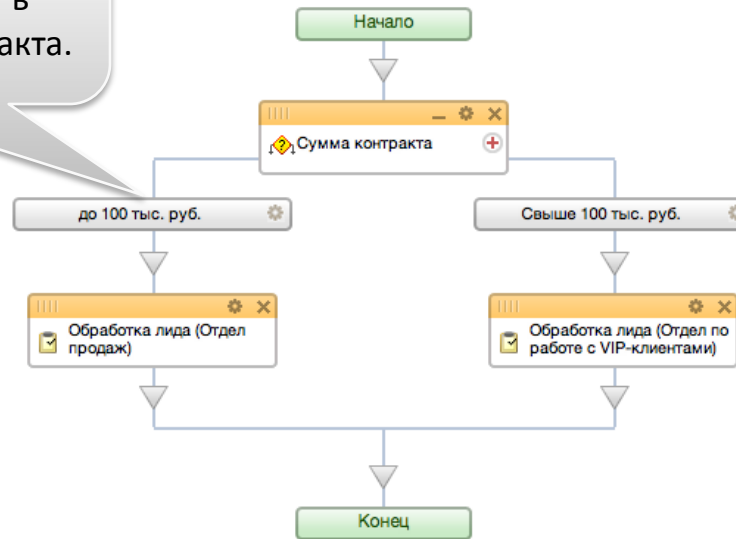 в
акта.
Начало
Сумма контракта
до 100 тыс. руб.
Свыше 100 тыс. руб.
Обработка лида (Отдел
продаж)
Обработка лида (Отдел по
работе с VIP-клиентами)
Конец